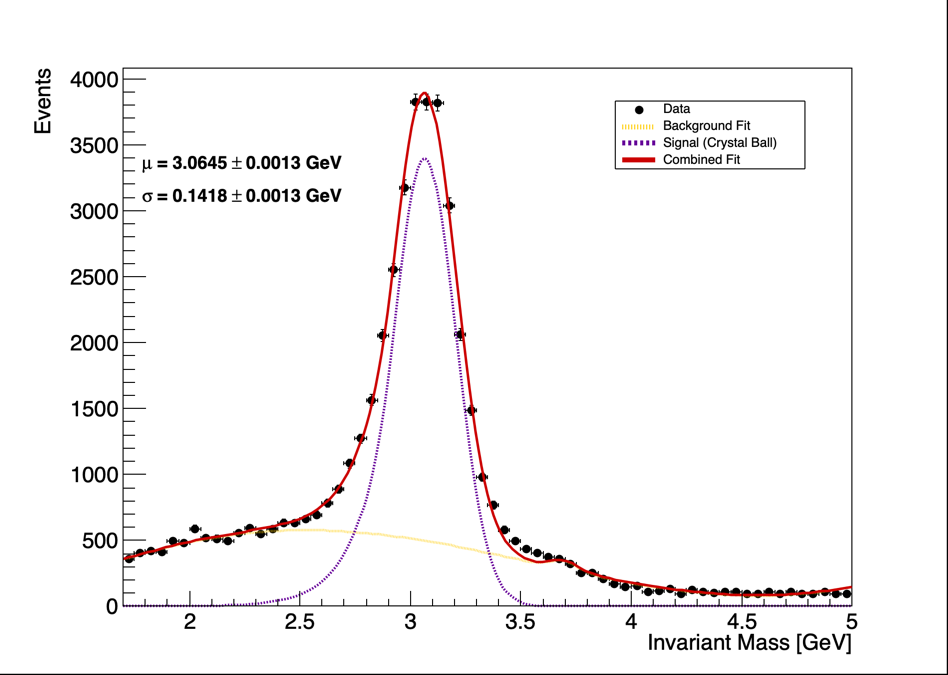 Events
4000
3500
3000
2500
2000
1500
1000
500
0
μ = 3.0645 ± 0.0013 GeV
σ = 0.1418 ± 0.0013 GeV
Data
Background Fit
Signal (Crystal Ball)
Combined Fit
2 2.5 3 3.5 4 4.5 5
Invariant Mass [GeV]